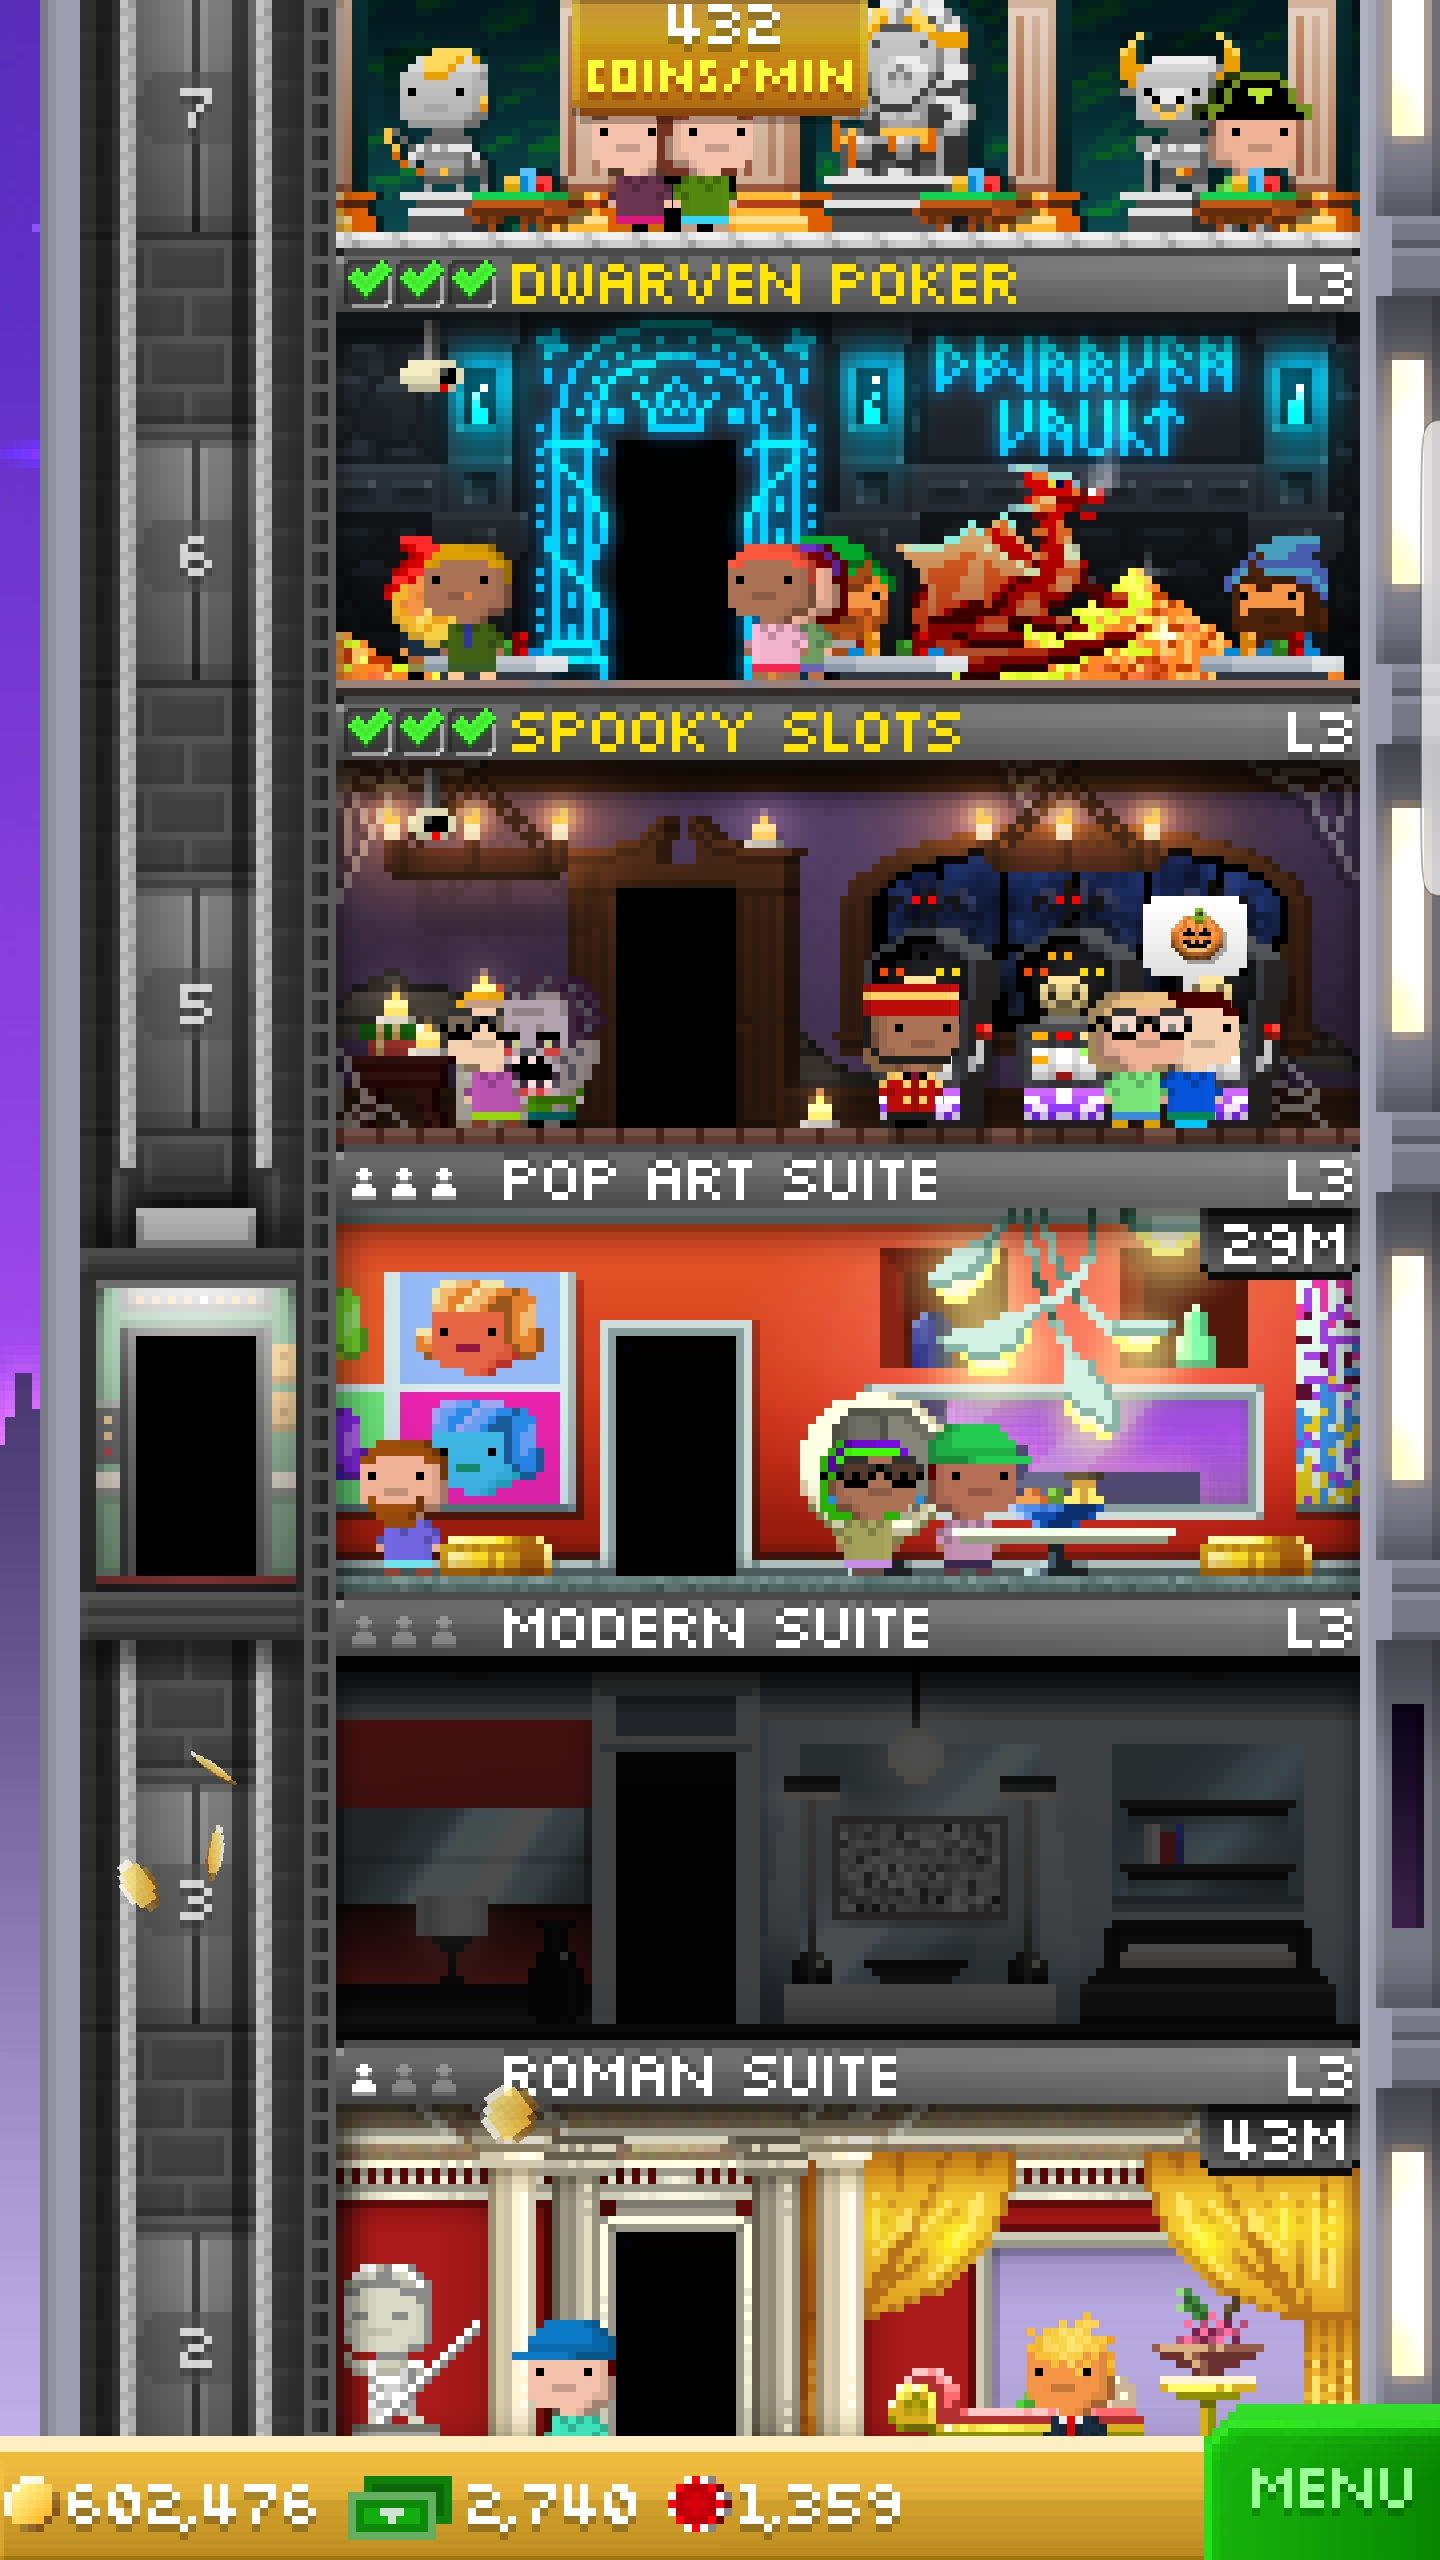 432
COINS/MIN
7
DWARVEN POKER L3
DWARVEN
VAULT
6
SPOOKY SLOTS L3
5
POP ART SUITE L3
29M
MODERN SUITE L3
3
ROMAN SUITE L3
43M
2
602,476 2,740 1,359
MENU